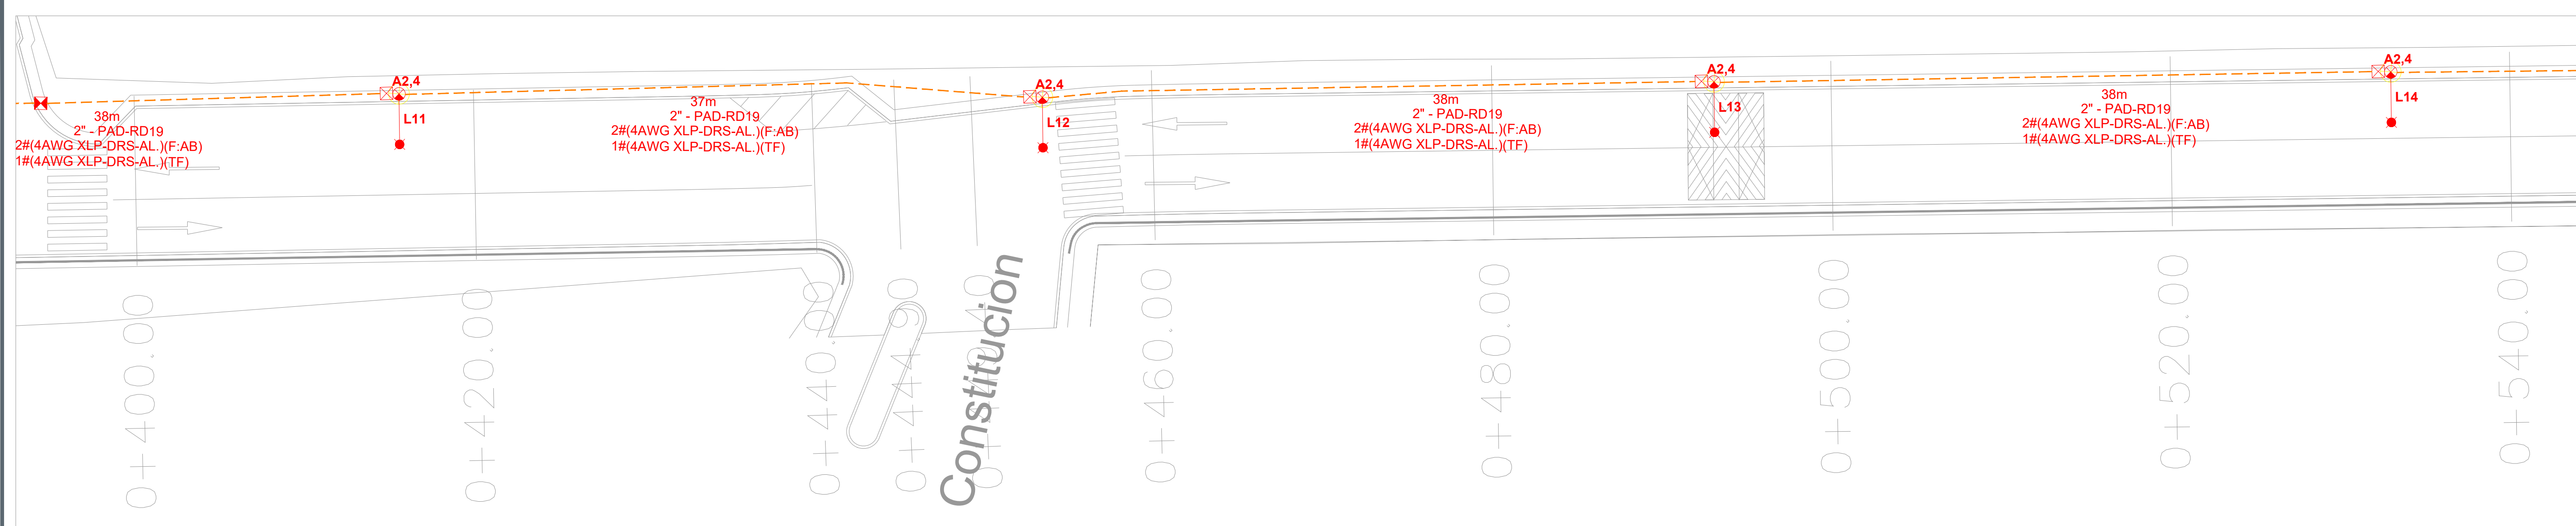 A2,4
L11
38m
2" - PAD-RD19
2#(4AWG XLP-DRS-AL.)(F:AB)
1#(4AWG XLP-DRS-AL.)(TF)
37m
2" - PAD-RD19
2#(4AWG XLP-DRS-AL.)(F:AB)
1#(4AWG XLP-DRS-AL.)(TF)
A2,4
L12
38m
2" - PAD-RD19
2#(4AWG XLP-DRS-AL.)(F:AB)
1#(4AWG XLP-DRS-AL.)(TF)
A2,4
L13
38m
2" - PAD-RD19
2#(4AWG XLP-DRS-AL.)(F:AB)
1#(4AWG XLP-DRS-AL.)(TF)
A2,4
L14
0+400.00
0+420.00
0+440.00
Constitucion
0+460.00
0+480.00
0+500.00
0+520.00
0+540.00